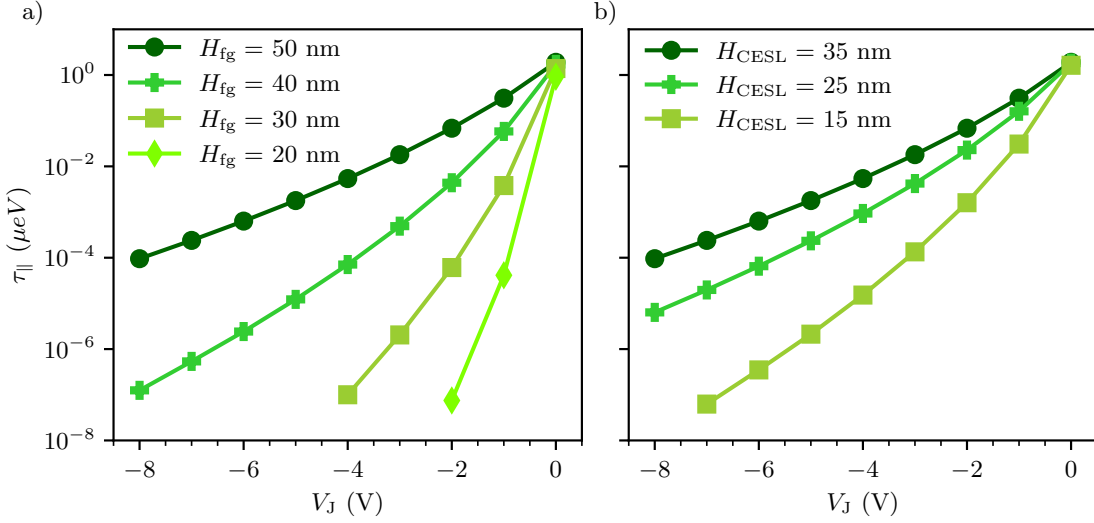 a)
H_fg = 50 nm
H_fg = 40 nm
H_fg = 30 nm
H_fg = 20 nm
10^0
10^−2
10^−4
10^−6
10^−8
τ_∥ (μeV)
−8 −6 −4 −2 0
V_J (V)
b)
H_CESL = 35 nm
H_CESL = 25 nm
H_CESL = 15 nm
−8 −6 −4 −2 0
V_J (V)